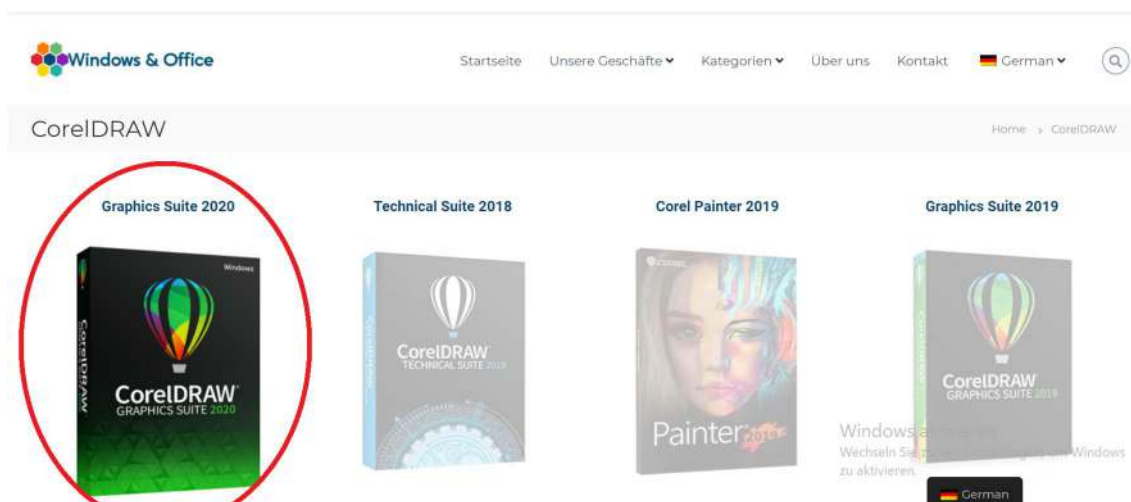 Windows & Office
Startseite Unsere Geschäfte Kategorien Über uns Kontakt German
CorelDRAW
Home > CorelDRAW
Graphics Suite 2020
Technical Suite 2018
Corel Painter 2019
Graphics Suite 2019
Windows
CorelDRAW
CorelDRAW
GRAPHICS SUITE 2020
CorelDRAW
TECHNICAL SUITE
COREL
Painter 2019
CorelDRAW
GRAPHICS SUITE 2019
Windows
Wechseln Sie Windows
zu aktivieren.
German